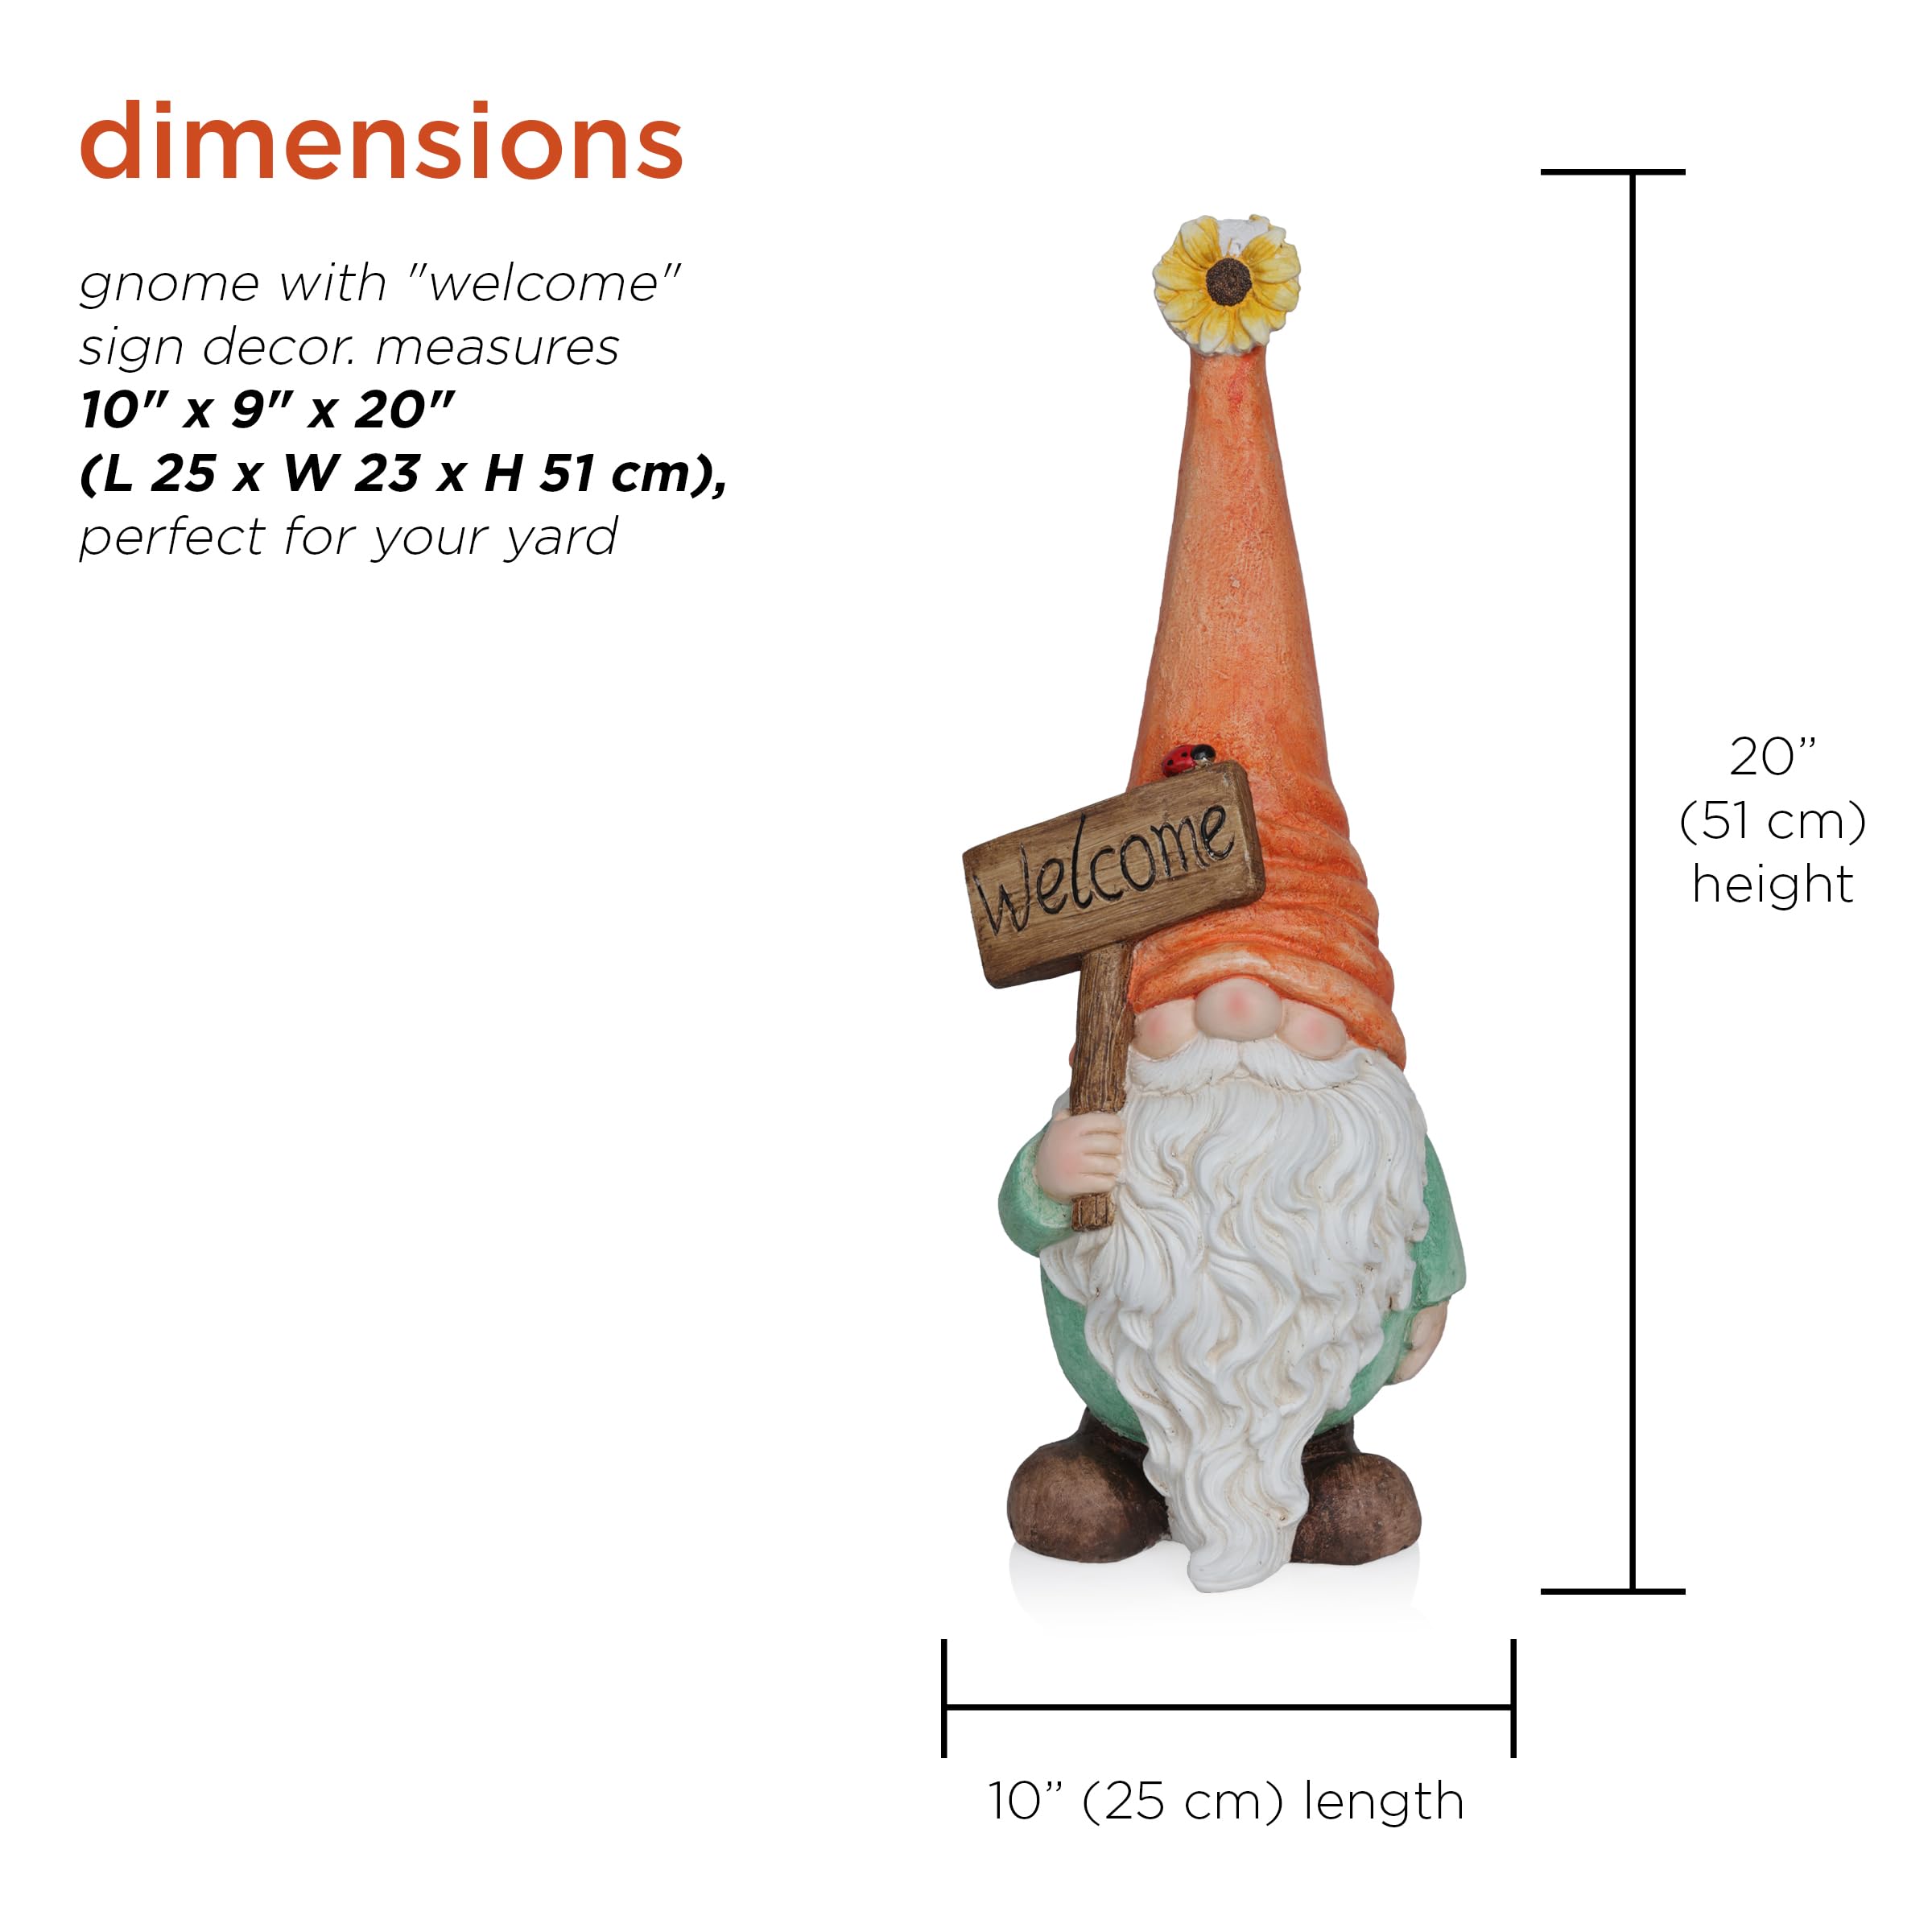 dimensions
gnome with "welcome"
sign decor. measures
10" x 9" x 20"
(L 25 x W 23 x H 51 cm),
perfect for your yard
Welcome
20”
(51 cm)
height
10” (25 cm) length